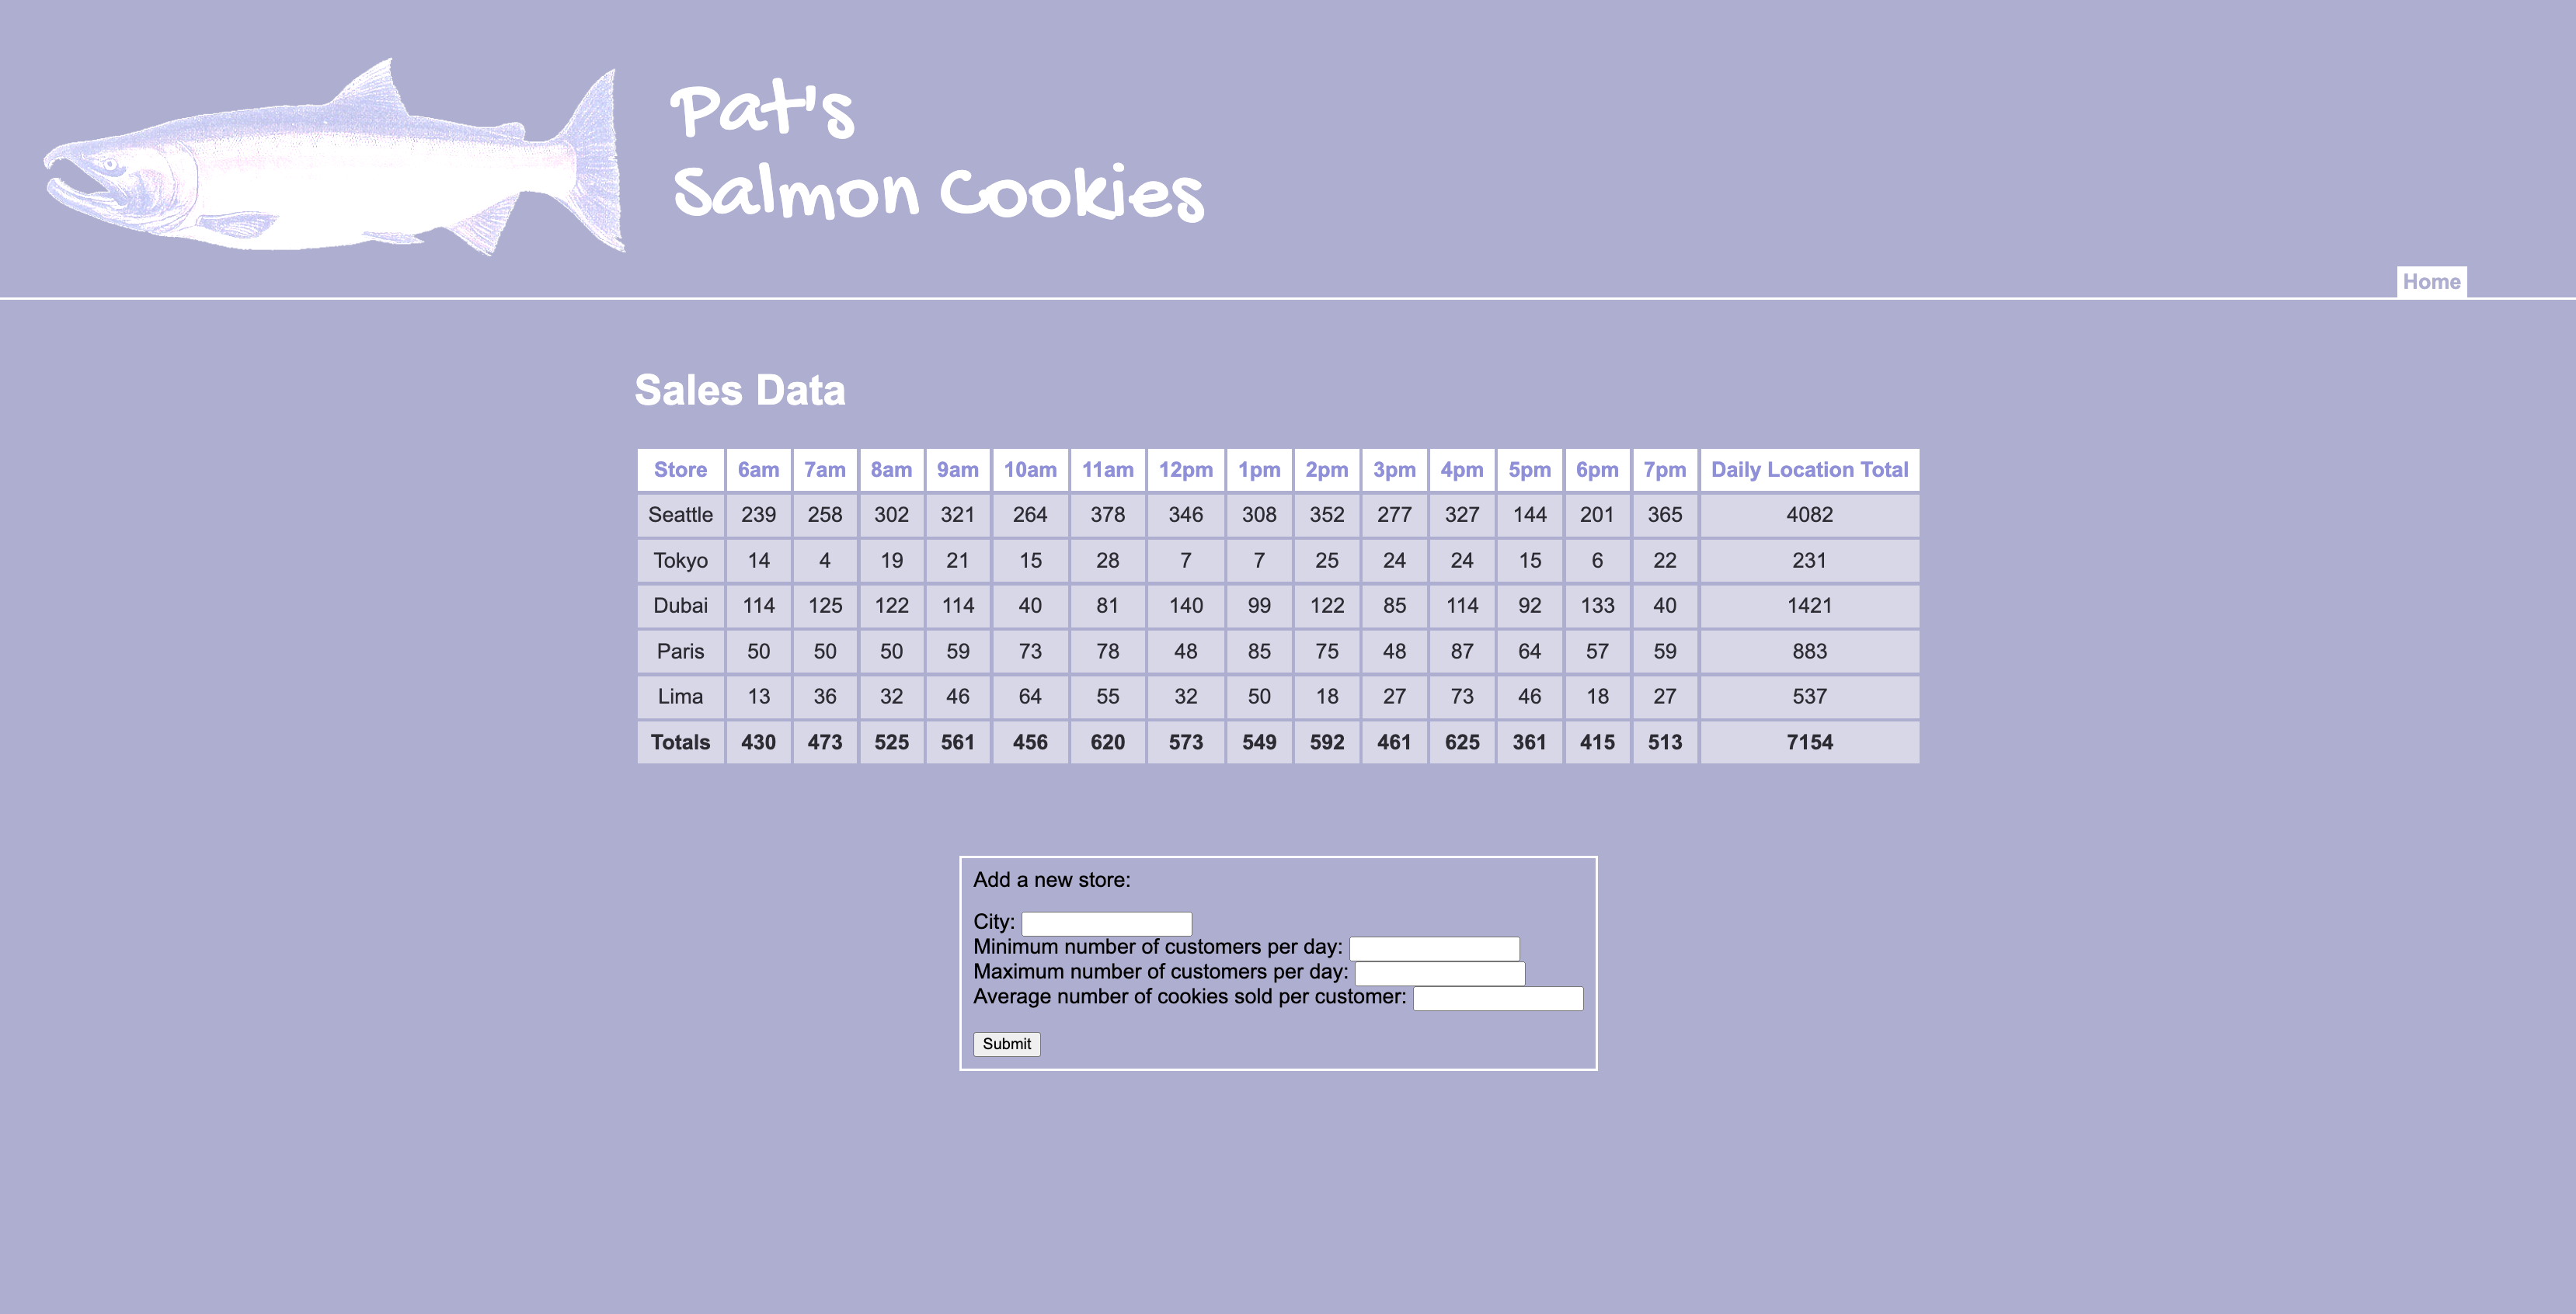 Pat's
Salmon Cookies
Home
Sales Data
Store 6am 7am 8am 9am 10am 11am 12pm 1pm 2pm 3pm 4pm 5pm 6pm 7pm Daily Location Total
Seattle 239 258 302 321 264 378 346 308 352 277 327 144 201 365 4082
Tokyo 14 4 19 21 15 28 7 7 25 24 24 15 6 22 231
Dubai 114 125 122 114 40 81 140 99 122 85 114 92 133 40 1421
Paris 50 50 50 59 73 78 48 85 75 48 87 64 57 59 883
Lima 13 36 32 46 64 55 32 50 18 27 73 46 18 27 537
Totals 430 473 525 561 456 620 573 549 592 461 625 361 415 513 7154
Add a new store:
City:
Minimum number of customers per day:
Maximum number of customers per day:
Average number of cookies sold per customer:
Submit